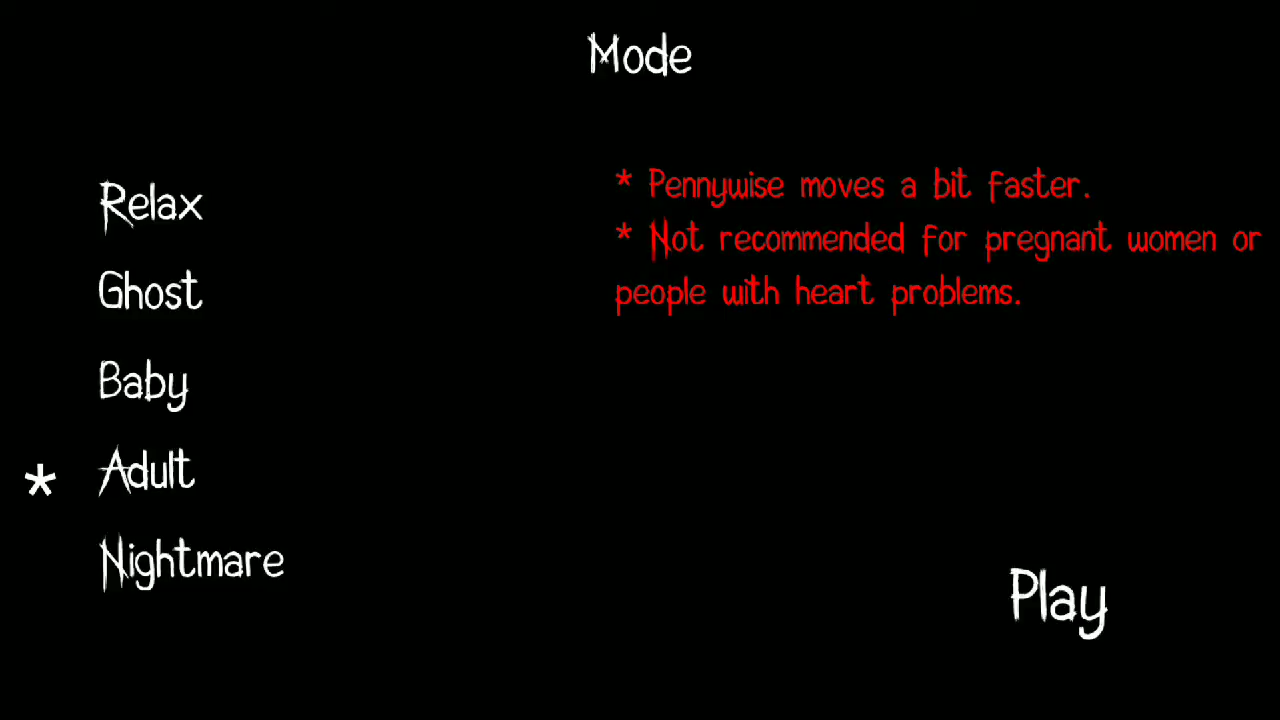 Mode
Relax
Ghost
Baby
* Adult
Nightmare
* Pennywise moves a bit faster.
* Not recommended for pregnant women or
people with heart problems.
Play